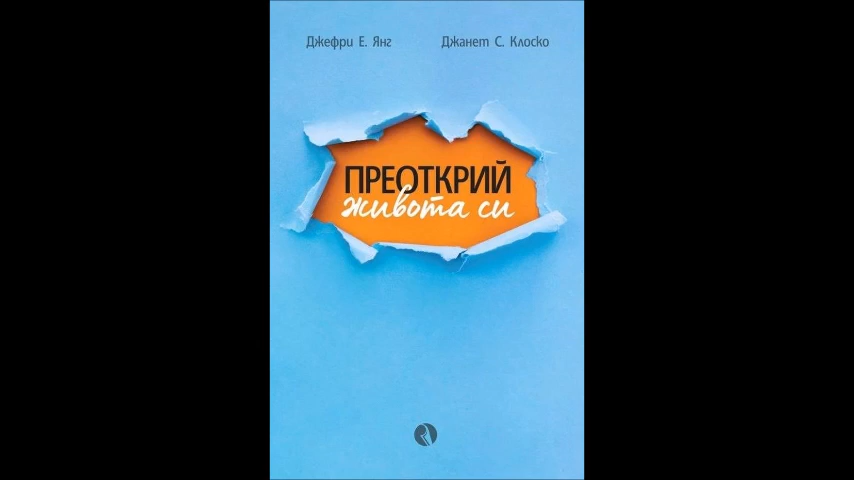 Джефри Е. Янг Джанет С. Клоско
ПРЕОТКРИЙ
живота си